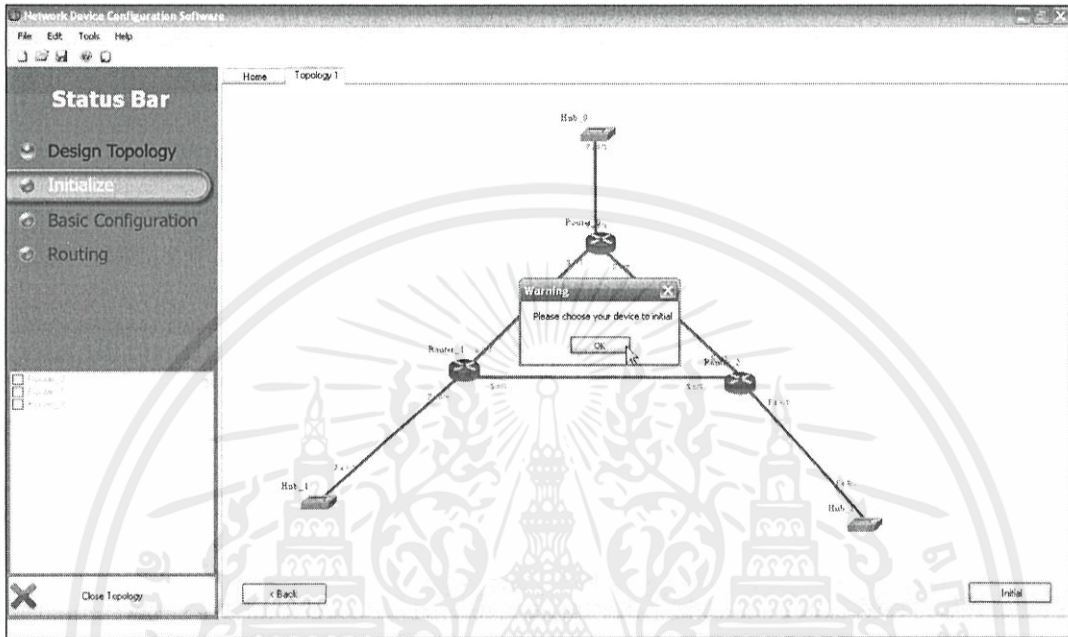 Network Device Configuration Software
File Edit Tools Help
Home Topology 1
Status Bar
Design Topology
Initialize
Basic Configuration
Routing
Hub_0
Router_1
Hub_1
Warning
Please choose your device to initial
OK
Close Topology
< Back
Initial